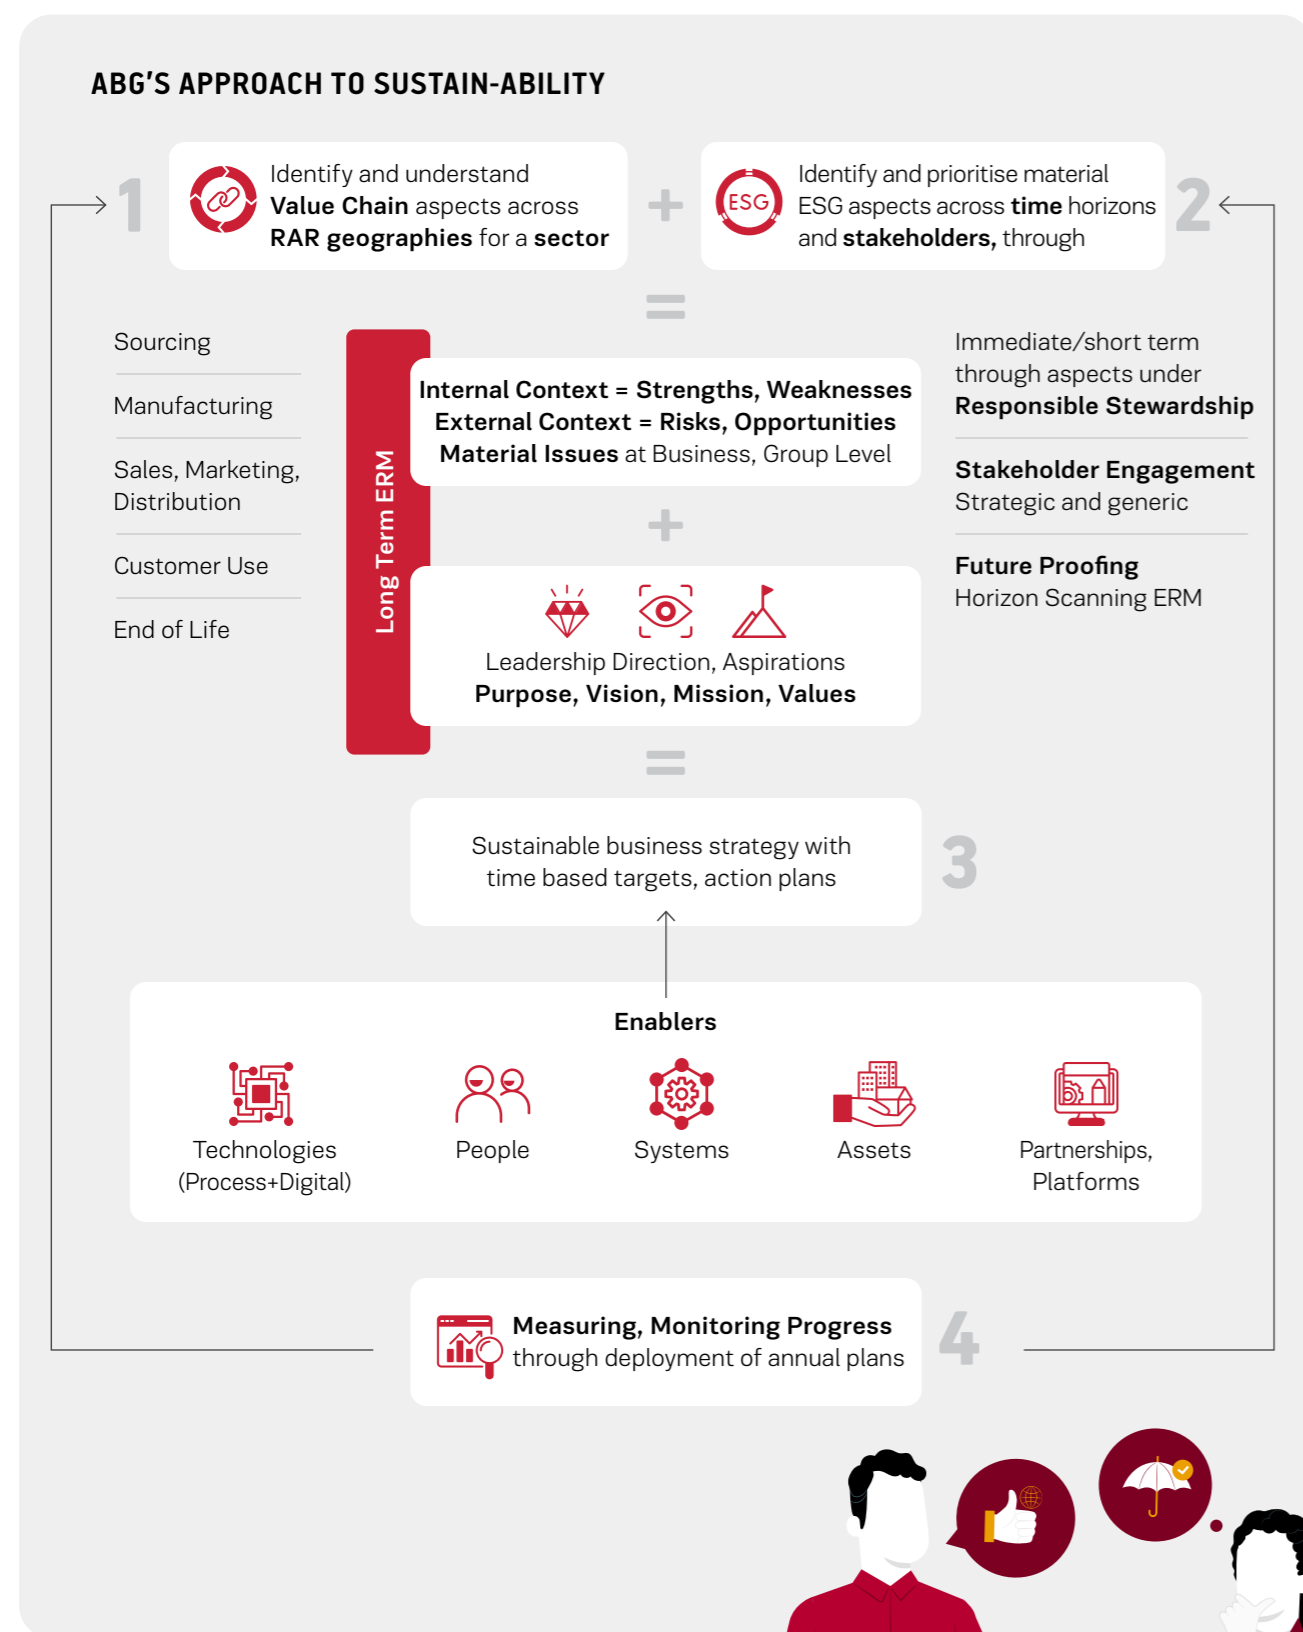 ABG'S APPROACH TO SUSTAIN-ABILITY
1
Identify and understand
Value Chain aspects across
RAR geographies for a sector
+
ESG
Identify and prioritise material
ESG aspects across time horizons
and stakeholders, through
2
=
Sourcing
Manufacturing
Sales, Marketing,
Distribution
Customer Use
End of Life
Long Term ERM
Internal Context = Strengths, Weaknesses
External Context = Risks, Opportunities
Material Issues at Business, Group Level
+
Leadership Direction, Aspirations
Purpose, Vision, Mission, Values
Immediate/short term
through aspects under
Responsible Stewardship
Stakeholder Engagement
Strategic and generic
Future Proofing
Horizon Scanning ERM
=
Sustainable business strategy with
time based targets, action plans
3
Enablers
Technologies
(Process+Digital)
People
Systems
Assets
Partnerships,
Platforms
Measuring, Monitoring Progress
through deployment of annual plans
4